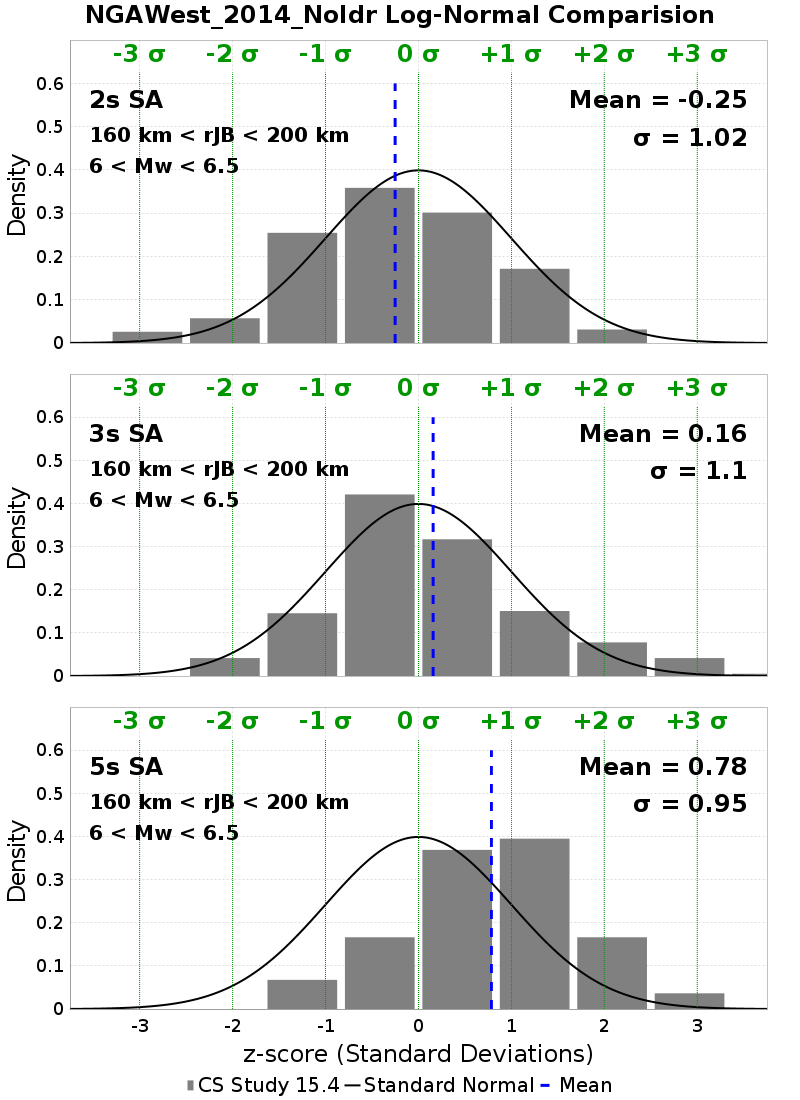 NGAWest_2014_NoIdr Log-Normal Comparision
-3 σ -2 σ -1 σ 0 σ +1 σ +2 σ +3 σ
2s SA
160 km < rJB < 200 km
6 < Mw < 6.5
Mean = -0.25
σ = 1.02
Density
0.6
0.5
0.4
0.3
0.2
0.1
0
-3 σ -2 σ -1 σ 0 σ +1 σ +2 σ +3 σ
3s SA
160 km < rJB < 200 km
6 < Mw < 6.5
Mean = 0.16
σ = 1.1
Density
0.6
0.5
0.4
0.3
0.2
0.1
0
-3 σ -2 σ -1 σ 0 σ +1 σ +2 σ +3 σ
5s SA
160 km < rJB < 200 km
6 < Mw < 6.5
Mean = 0.78
σ = 0.95
Density
0.6
0.5
0.4
0.3
0.2
0.1
0
-3 -2 -1 0 1 2 3
z-score (Standard Deviations)
CS Study 15.4 Standard Normal Mean